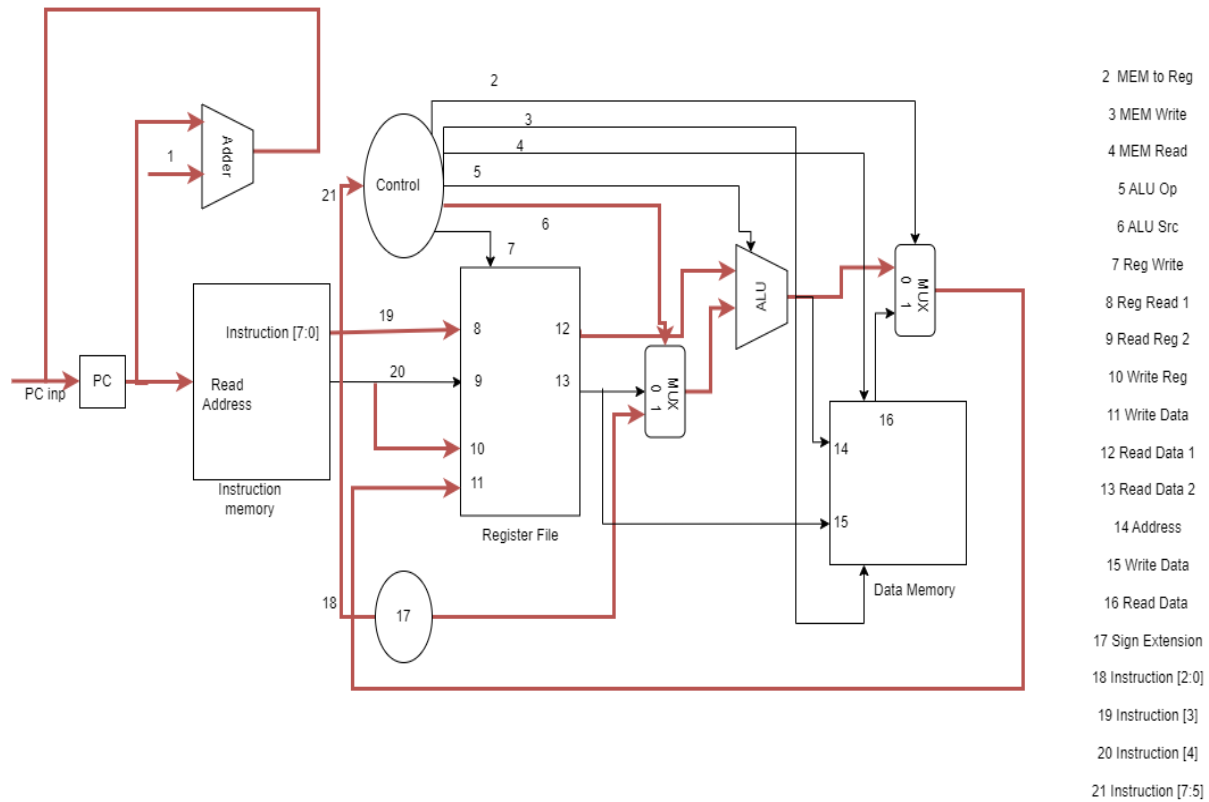 2
3
4
5
6
7
1
Adder
Control
21
Instruction [7:0]
19
20
Read
Address
Instruction
memory
PC
PC inp
8
9
10
11
12
13
Register File
MUX
0 1
ALU
MUX
0 1
14
15
16
Data Memory
17
18
2 MEM to Reg
3 MEM Write
4 MEM Read
5 ALU Op
6 ALU Src
7 Reg Write
8 Reg Read 1
9 Read Reg 2
10 Write Reg
11 Write Data
12 Read Data 1
13 Read Data 2
14 Address
15 Write Data
16 Read Data
17 Sign Extension
18 Instruction [2:0]
19 Instruction [3]
20 Instruction [4]
21 Instruction [7:5]